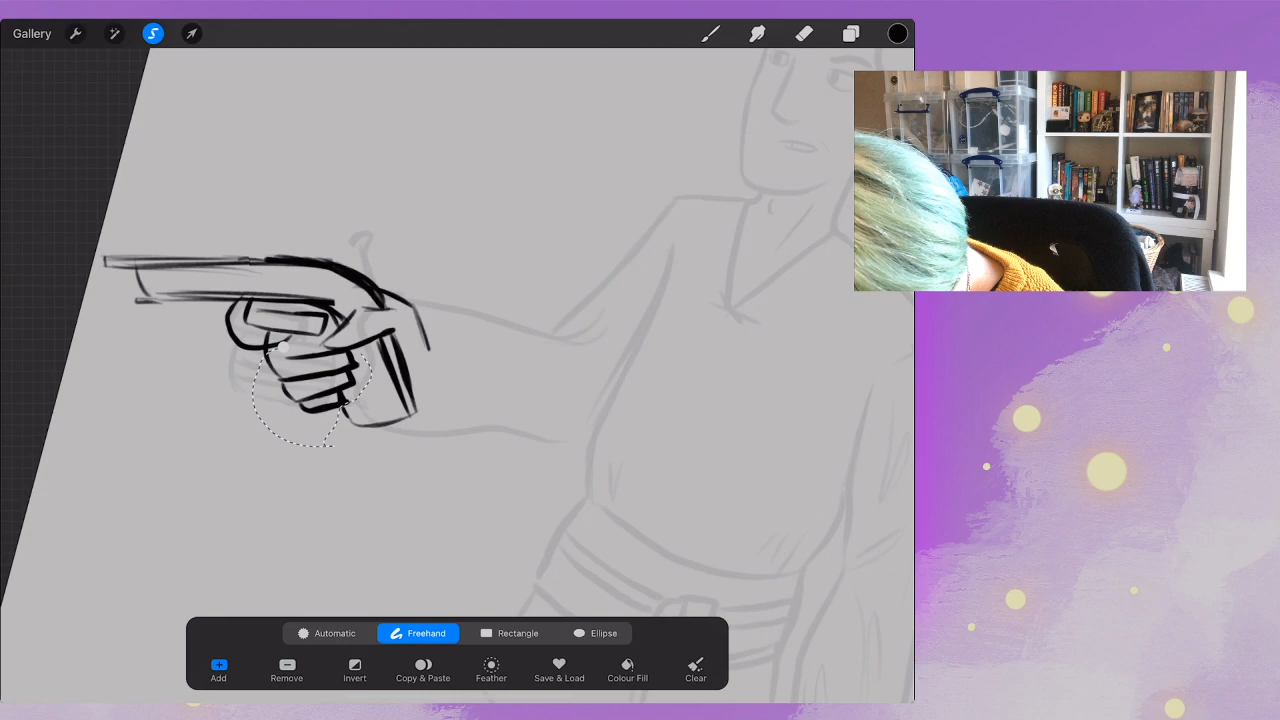 Gallery
Automatic
Freehand
Rectangle
Ellipse
Add
Remove
Invert
Copy & Paste
Feather
Save & Load
Colour Fill
Clear